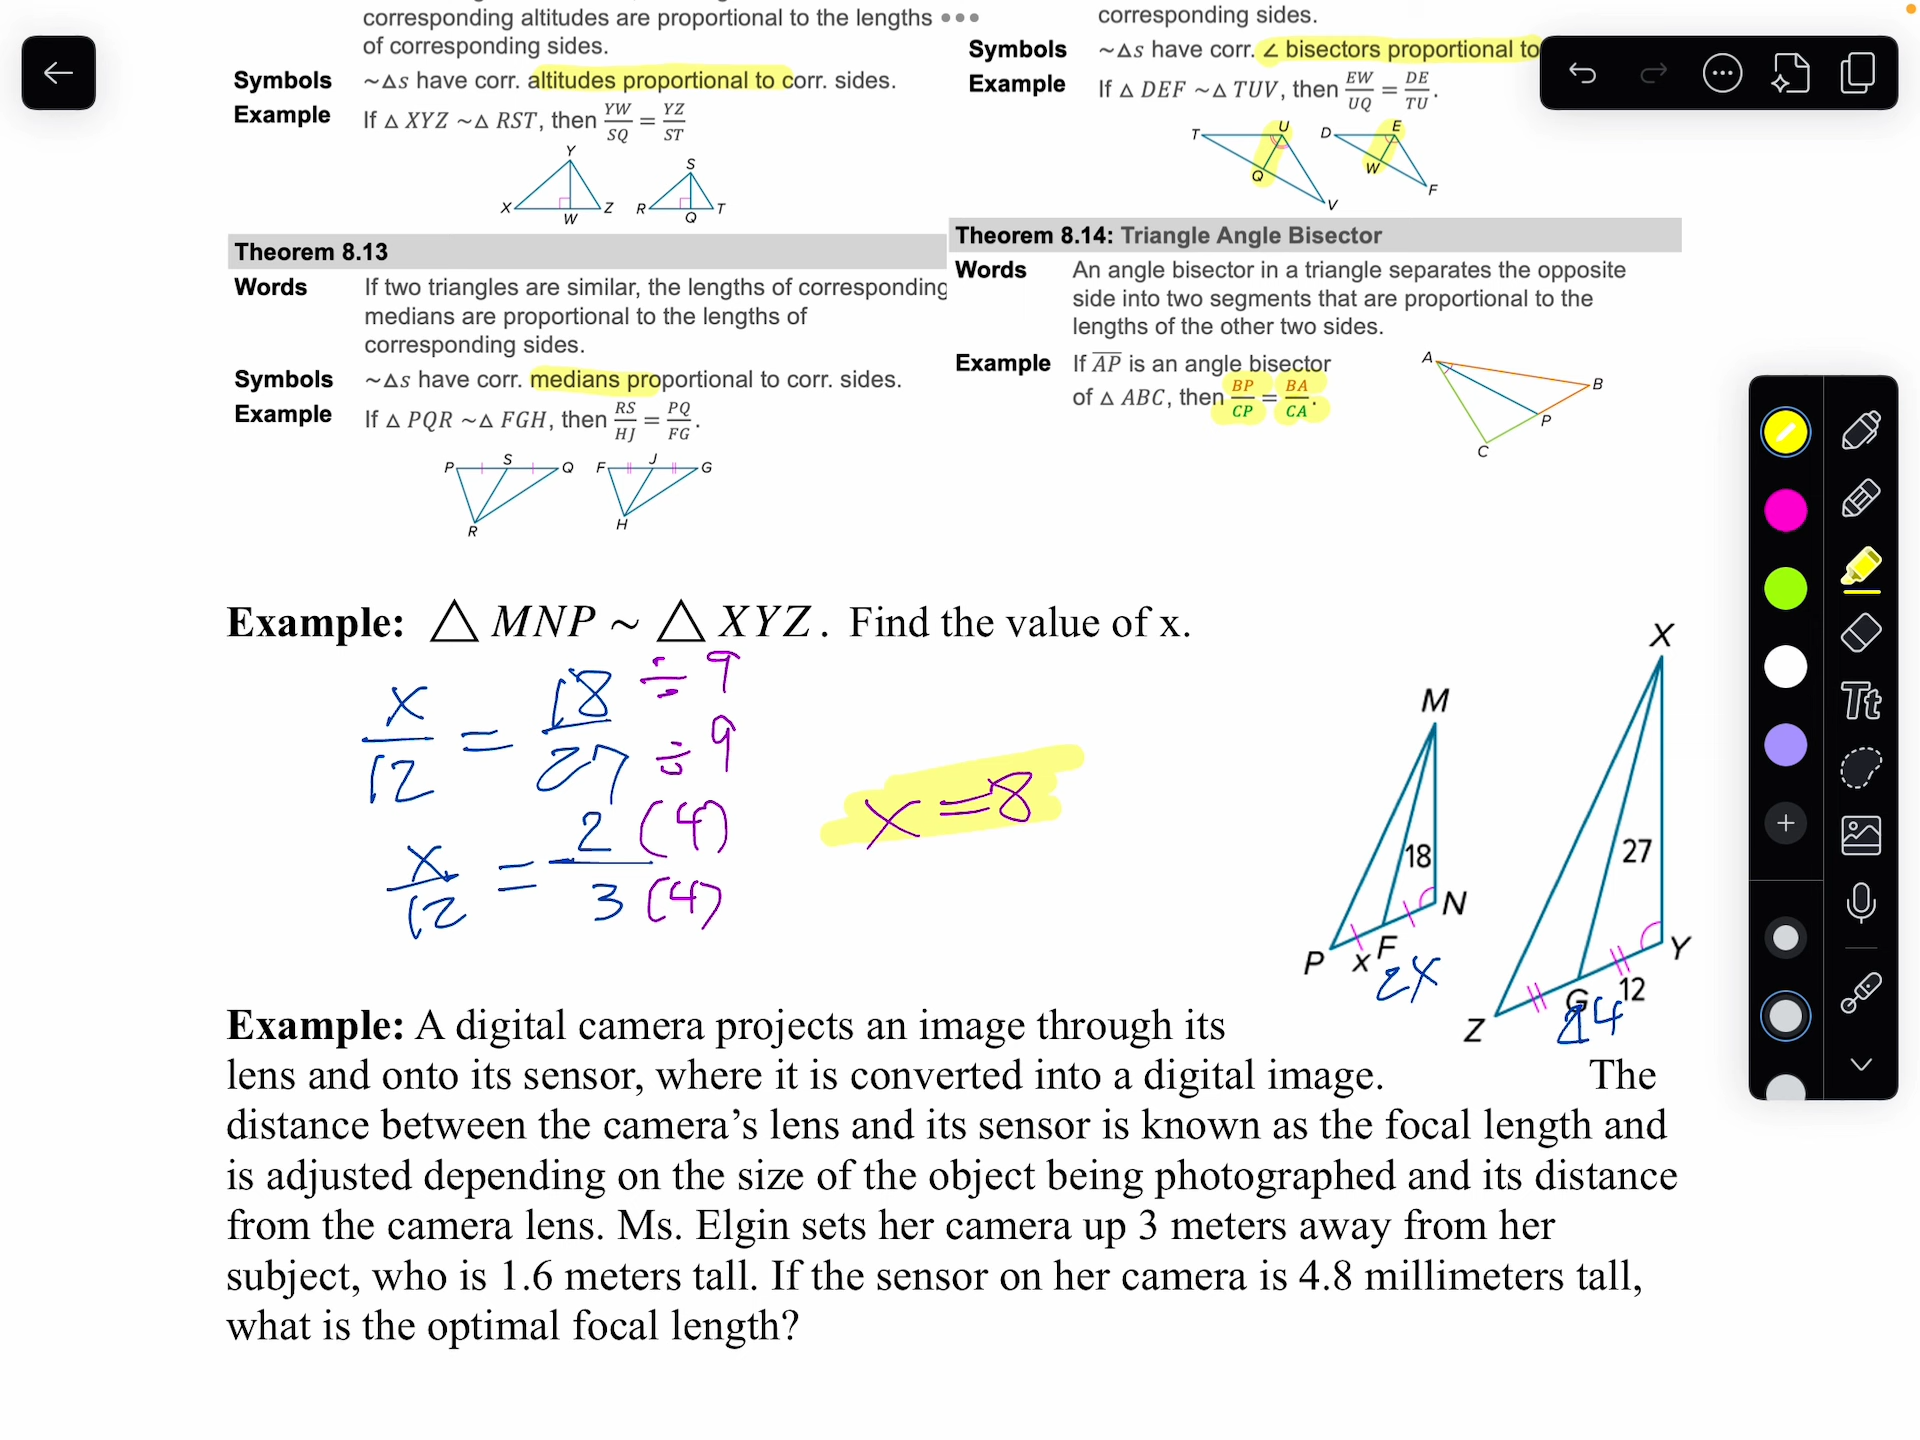 corresponding altitudes are proportional to the lengths
of corresponding sides.
Symbols ~△s have corr. altitudes proportional to corr. sides.
Example If △ XYZ ~△ RST, then YW/SQ = YZ/ST
Y
X
W
Z
S
R
Q
T
Theorem 8.13
Words If two triangles are similar, the lengths of corresponding
medians are proportional to the lengths of
corresponding sides.
Symbols ~△s have corr. medians proportional to corr. sides.
Example If △ PQR ~△ FGH, then RS/HJ = PQ/FG.
P
S
Q
R
F
J
G
H
corresponding sides.
Symbols ~△s have corr. ∠ bisectors proportional to
Example If △ DEF ~△ TUV, then EW/UQ = DE/TU.
T
U
Q
V
D
E
W
F
Theorem 8.14: Triangle Angle Bisector
Words An angle bisector in a triangle separates the opposite
side into two segments that are proportional to the
lengths of the other two sides.
Example If AP is an angle bisector
of △ ABC, then BP/CP = BA/CA.
A
B
P
C
Example: △ MNP ~ △ XYZ. Find the value of x.
x/12 = 18/27 ÷ 9 ÷ 9
x/12 = 2/3 (4) (4)
x = 8
M
18
N
P
x
F
2x
X
27
Y
12
G
24
Z
Example: A digital camera projects an image through its
lens and onto its sensor, where it is converted into a digital image. The
distance between the camera’s lens and its sensor is known as the focal length and
is adjusted depending on the size of the object being photographed and its distance
from the camera lens. Ms. Elgin sets her camera up 3 meters away from her
subject, who is 1.6 meters tall. If the sensor on her camera is 4.8 millimeters tall,
what is the optimal focal length?
Tt